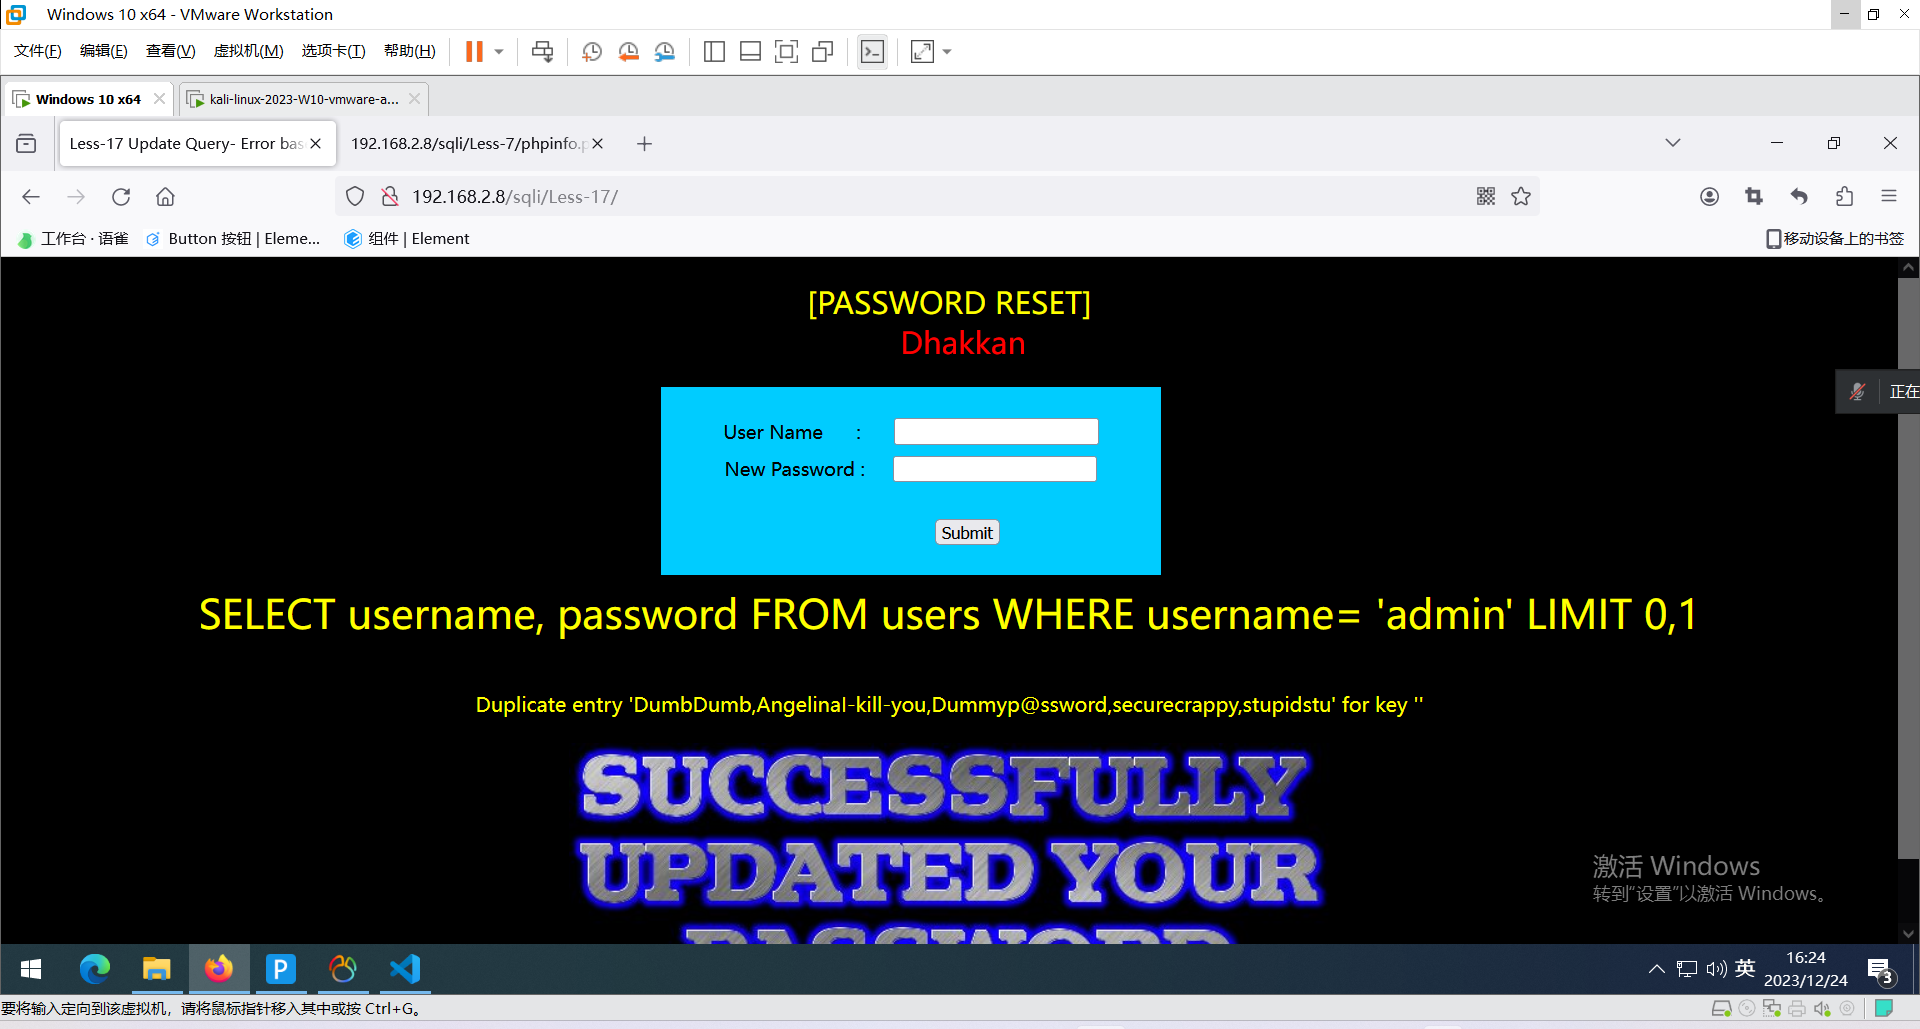 Windows 10 x64 - VMware Workstation
文件(F) 编辑(E) 查看(V) 虚拟机(M) 选项卡(T) 帮助(H)
Windows 10 x64 kali-linux-2023-W10-vmware-a...
Less-17 Update Query- Error bas 192.168.2.8/sqli/Less-7/phpinfo.p
192.168.2.8/sqli/Less-17/
工作台 · 语雀 Button 按钮 | Eleme... 组件 | Element 移动设备上的书签
[PASSWORD RESET]
Dhakkan
正在
User Name :
New Password :
Submit
SELECT username, password FROM users WHERE username= 'admin' LIMIT 0,1
Duplicate entry 'DumbDumb,AngelinaI-kill-you,Dummyp@ssword,securecrappy,stupidstu' for key ''
SUCCESSFULLY
UPDATED YOUR
PASSWORD
激活 Windows
转到"设置"以激活 Windows。
英 16:24
2023/12/24 3
要将输入定向到该虚拟机，请将鼠标指针移入其中或按 Ctrl+G。